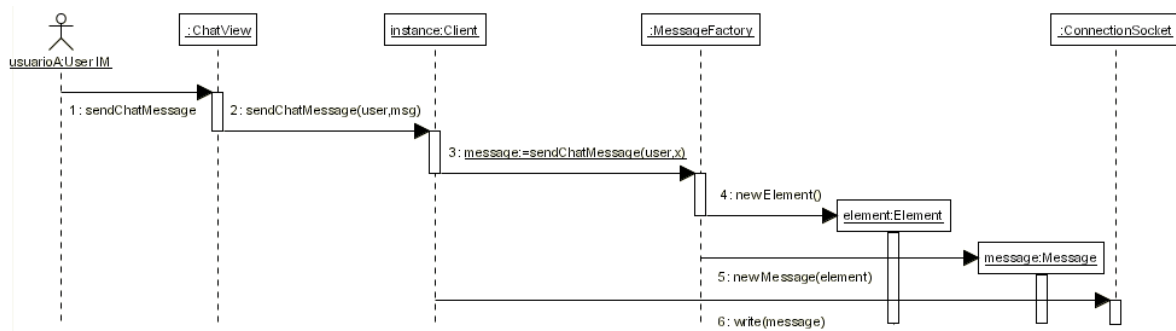 :ChatView
instance:Client
:MessageFactory
:ConnectionSocket
usuarioA:User IM
1 : sendChatMessage
2 : sendChatMessage(user,msg)
3 : message:=sendChatMessage(user,x)
4 : newElement()
element:Element
message:Message
5 : newMessage(element)
6 : write(message)